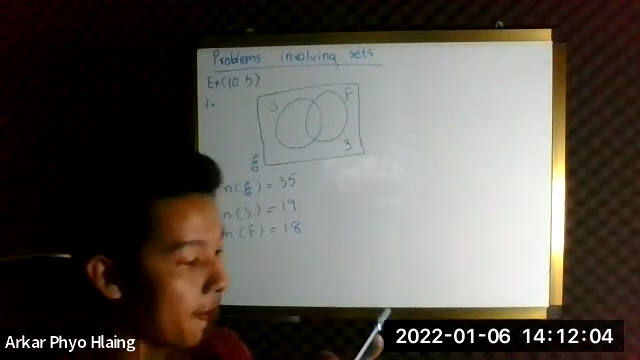 Problems involving sets
Ex(10.5)
1.
S
F
3
ξ
n(ξ) = 35
n(S) = 19
n(F) = 18
Arkar Phyo Hlaing
2022-01-06 14:12:04